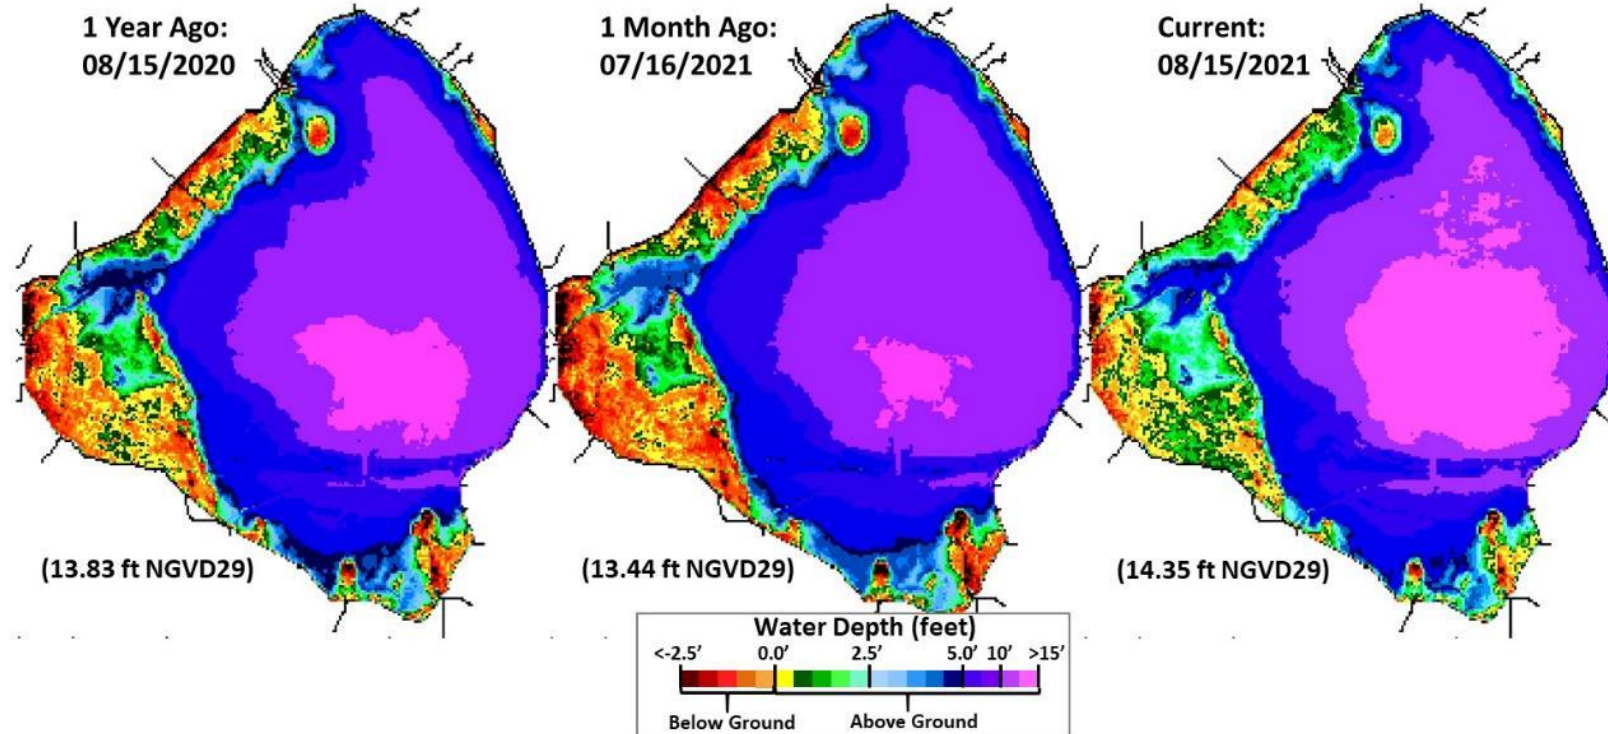 1 Year Ago:
08/15/2020
1 Month Ago:
07/16/2021
Current:
08/15/2021
(13.83 ft NGVD29)
(13.44 ft NGVD29)
(14.35 ft NGVD29)
Water Depth (feet)
<-2.5' 0.0' 2.5' 5.0' 10' >15'
Below Ground Above Ground